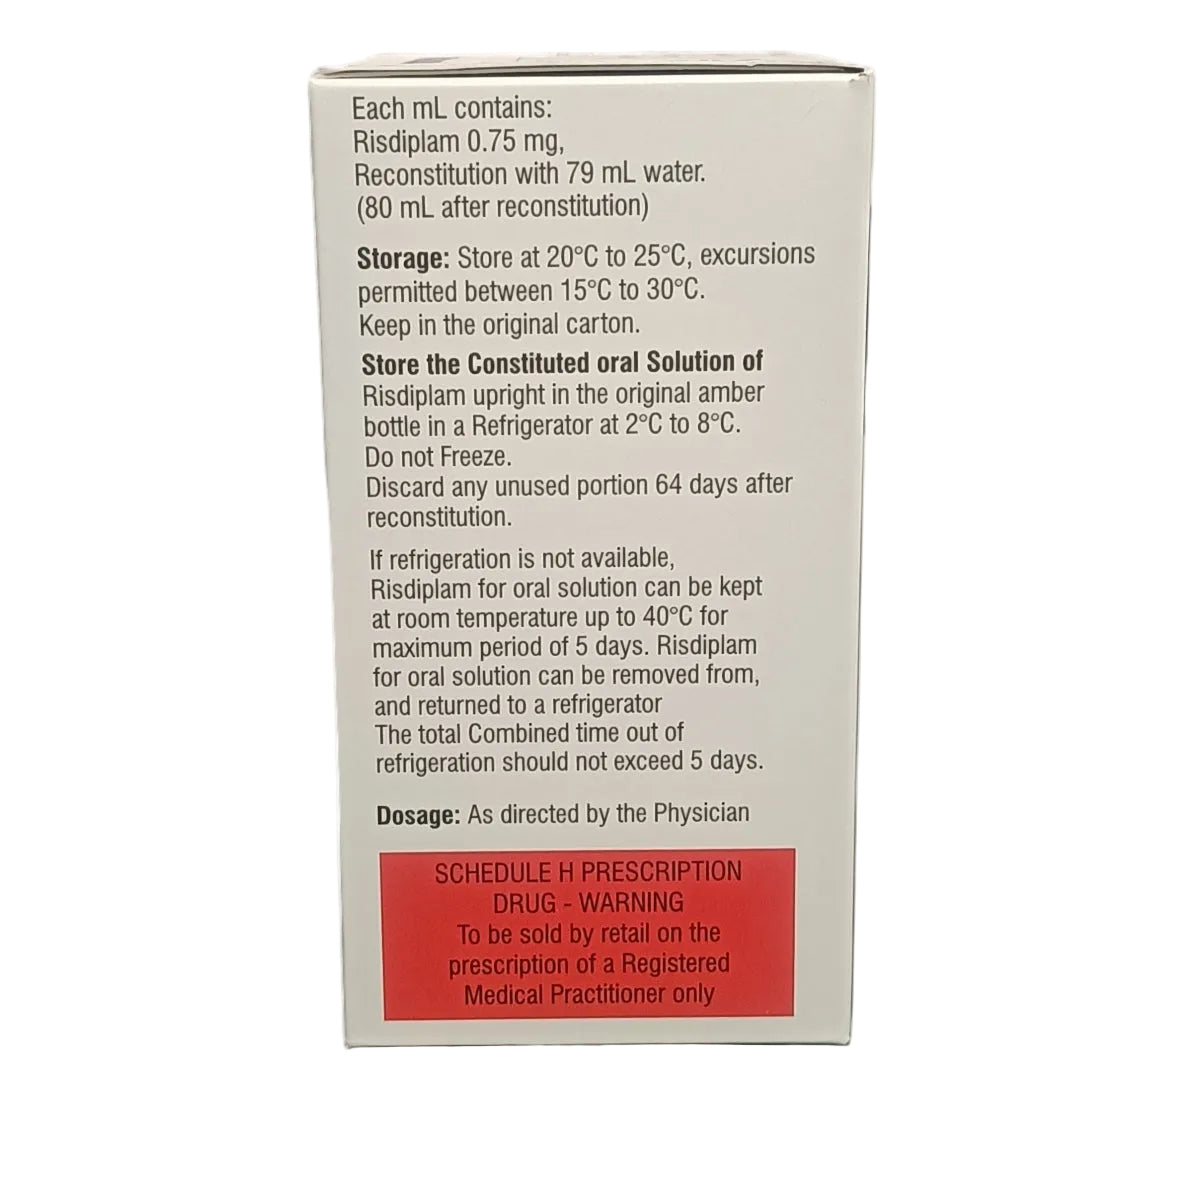 Each mL contains:
Risdiplam 0.75 mg,
Reconstitution with 79 mL water.
(80 mL after reconstitution)
Storage: Store at 20°C to 25°C, excursions
permitted between 15°C to 30°C.
Keep in the original carton.
Store the Constituted oral Solution of
Risdiplam upright in the original amber
bottle in a Refrigerator at 2°C to 8°C.
Do not Freeze.
Discard any unused portion 64 days after
reconstitution.
If refrigeration is not available,
Risdiplam for oral solution can be kept
at room temperature up to 40°C for
maximum period of 5 days. Risdiplam
for oral solution can be removed from,
and returned to a refrigerator
The total Combined time out of
refrigeration should not exceed 5 days.
Dosage: As directed by the Physician
SCHEDULE H PRESCRIPTION
DRUG - WARNING
To be sold by retail on the
prescription of a Registered
Medical Practitioner only